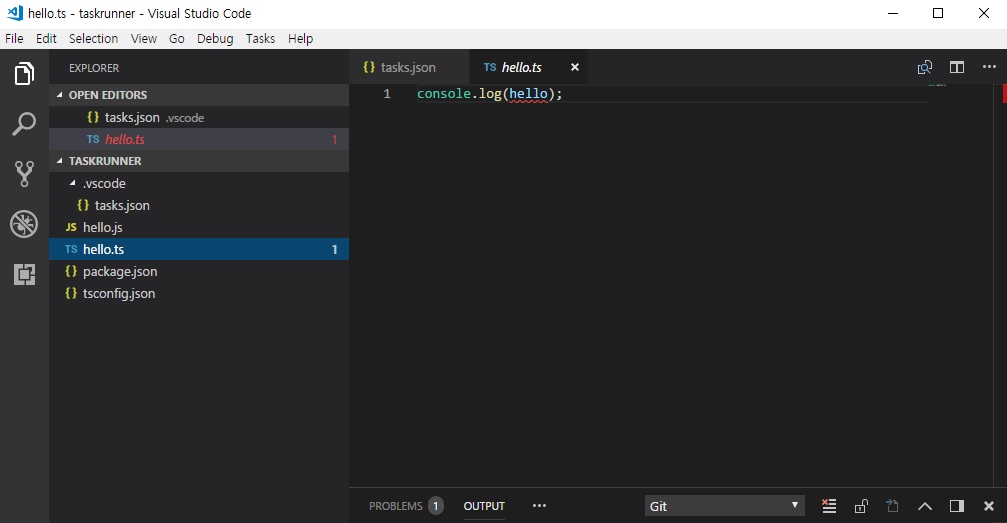 hello.ts - taskrunner - Visual Studio Code
File Edit Selection View Go Debug Tasks Help
EXPLORER
OPEN EDITORS
{} tasks.json .vscode
TS hello.ts 1
TASKRUNNER
.vscode
{} tasks.json
JS hello.js
TS hello.ts 1
{} package.json
{} tsconfig.json
{} tasks.json TS hello.ts
1 console.log(hello);
PROBLEMS 1 OUTPUT ••• Git